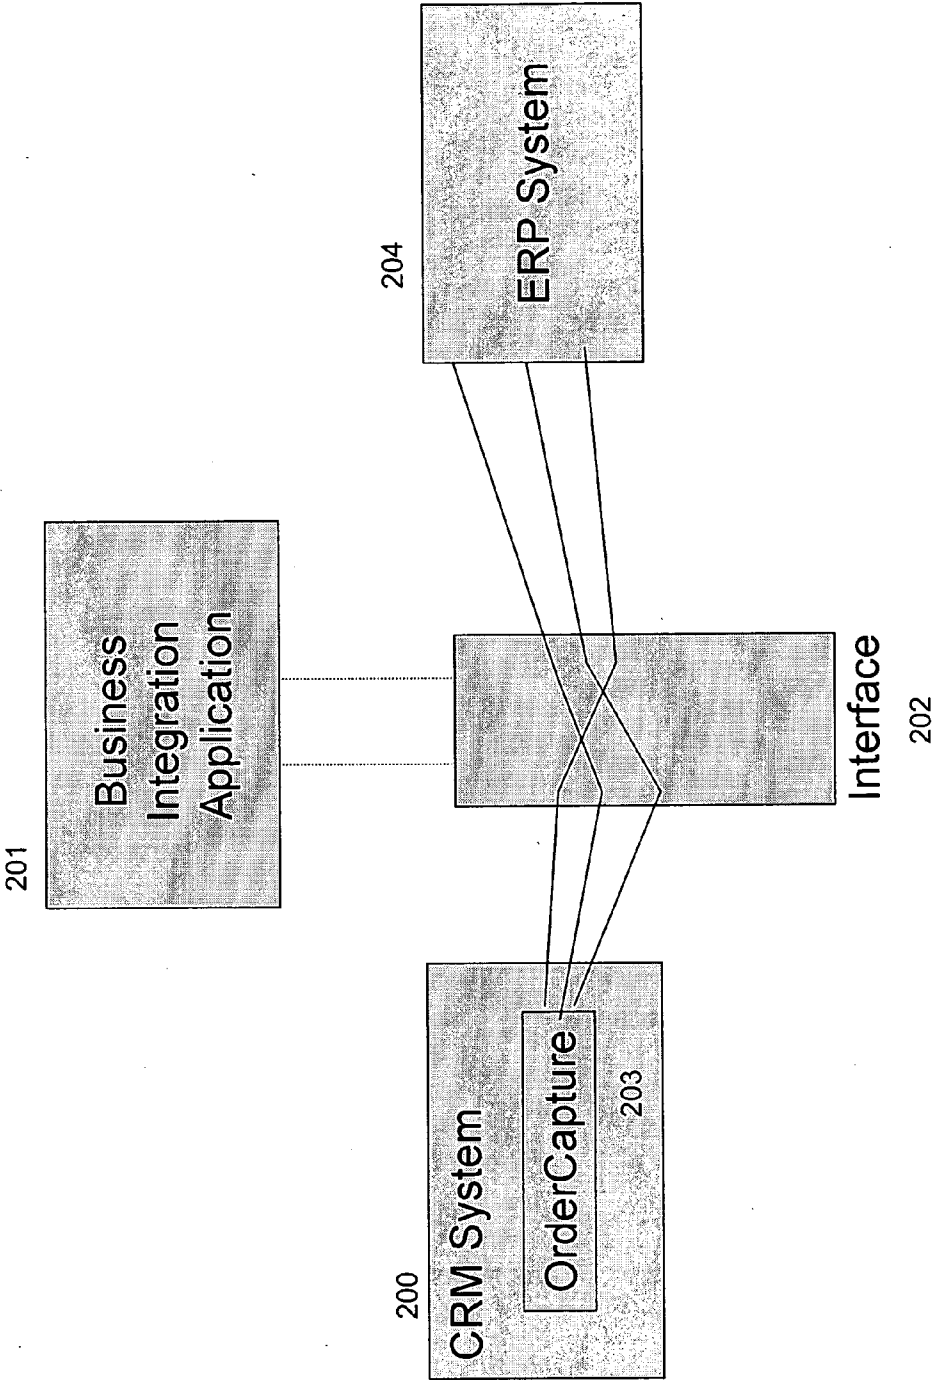 201
Business
Integration
Application
200
CRM System
OrderCapture
203
204
ERP System
Interface
202